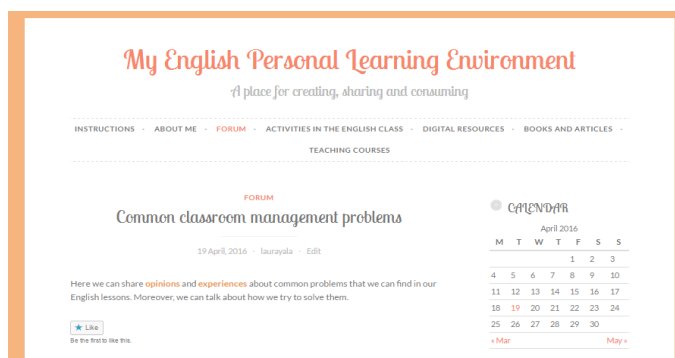 My English Personal Learning Environment
A place for creating, sharing and consuming
INSTRUCTIONS · ABOUT ME · FORUM · ACTIVITIES IN THE ENGLISH CLASS · DIGITAL RESOURCES · BOOKS AND ARTICLES ·
TEACHING COURSES
FORUM
Common classroom management problems
19 April, 2016 · laurayala · Edit
Here we can share opinions and experiences about common problems that we can find in our
English lessons. Moreover, we can talk about how we try to solve them.
Like
Be the first to like this.
CALENDAR
April 2016
M T W T F S S
1 2 3
4 5 6 7 8 9 10
11 12 13 14 15 16 17
18 19 20 21 22 23 24
25 26 27 28 29 30
« Mar May »